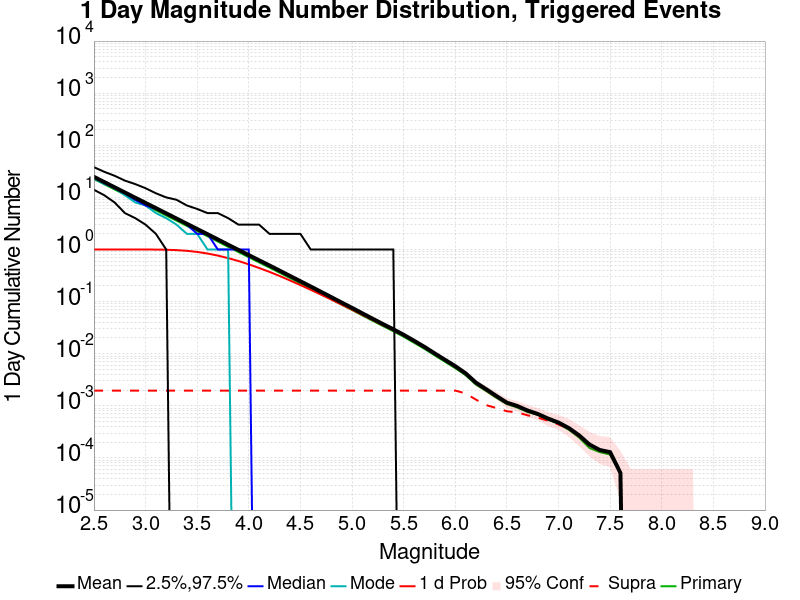 1 Day Magnitude Number Distribution, Triggered Events
1 Day Cumulative Number
10^4
10^3
10^2
10^1
10^0
10^-1
10^-2
10^-3
10^-4
10^-5
2.5 3.0 3.5 4.0 4.5 5.0 5.5 6.0 6.5 7.0 7.5 8.0 8.5 9.0
Magnitude
Mean 2.5%,97.5% Median Mode 1 d Prob 95% Conf Supra Primary